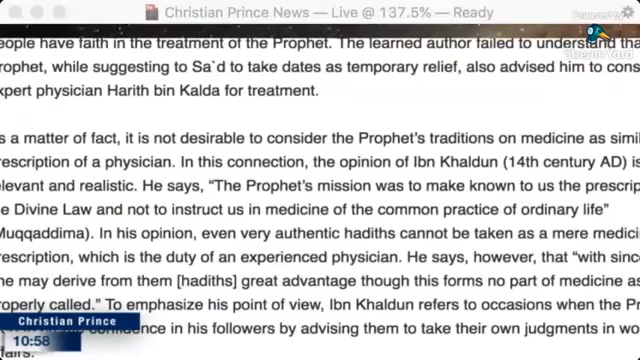 Christian Prince News — Live @ 137.5% — Ready
Powered by
StreamYard
eople have faith in the treatment of the Prophet. The learned author failed to understand tha
rophet, while suggesting to Sa`d to take dates as temporary relief, also advised him to cons
xpert physician Harith bin Kalda for treatment.
s a matter of fact, it is not desirable to consider the Prophet's traditions on medicine as simil
rescription of a physician. In this connection, the opinion of Ibn Khaldun (14th century AD) is
elevant and realistic. He says, “The Prophet's mission was to make known to us the prescrip
e Divine Law and not to instruct us in medicine of the common practice of ordinary life”
Muqqaddima). In his opinion, even very authentic hadiths cannot be taken as a mere medicin
rescription, which is the duty of an experienced physician. He says, however, that “with since
ne may derive from them [hadiths] great advantage though this forms no part of medicine as
roperly called.” To emphasize his point of view, Ibn Khaldun refers to occasions when the Pr
confidence in his followers by advising them to take their own judgments in wo
ffairs.
Christian Prince
10:58